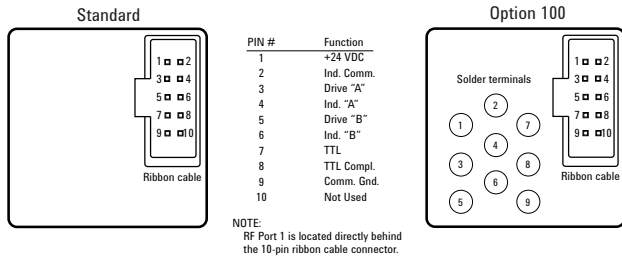 Standard
1 2
3 4
5 6
7 8
9 10
Ribbon cable
PIN # Function
1 +24 VDC
2 Ind. Comm.
3 Drive “A”
4 Ind. “A”
5 Drive “B”
6 Ind. “B”
7 TTL
8 TTL Compl.
9 Comm. Gnd.
10 Not Used
NOTE:
RF Port 1 is located directly behind
the 10-pin ribbon cable connector.
Option 100
Solder terminals
2
1 7
4
3 8
6
5 9
1 2
3 4
5 6
7 8
9 10
Ribbon cable